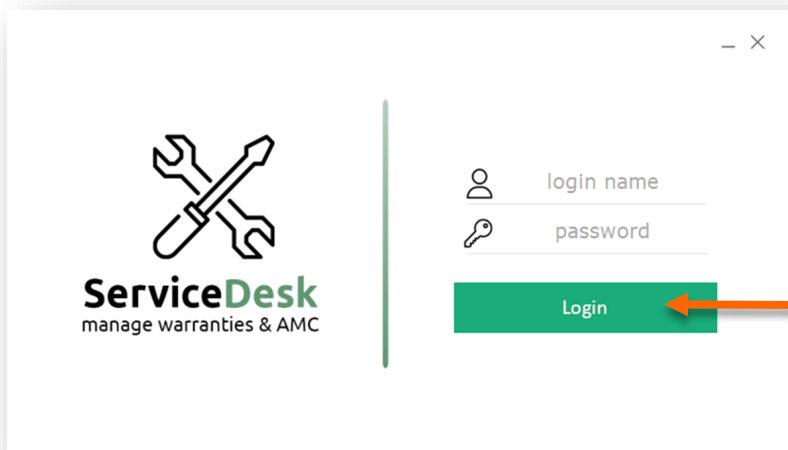 ServiceDesk
manage warranties & AMC
login name
password
Login